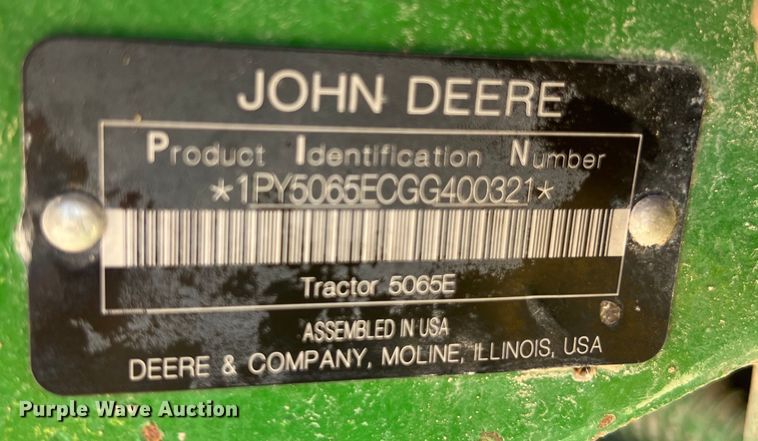 JOHN DEERE
Product Identification Number
*1PY5065ECGG400321*
Tractor 5065E
ASSEMBLED IN USA
DEERE & COMPANY, MOLINE, ILLINOIS, USA
Purple Wave Auction